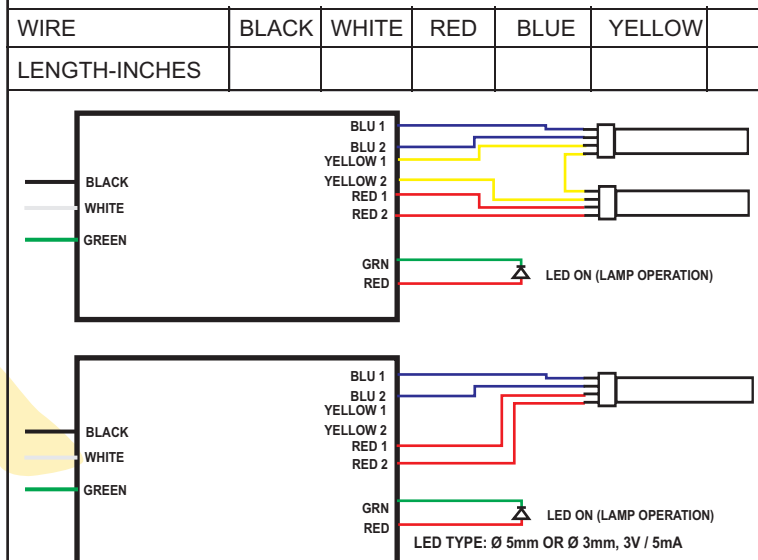 WIRE BLACK WHITE RED BLUE YELLOW
LENGTH-INCHES
BLU 1
BLU 2
YELLOW 1
YELLOW 2
RED 1
RED 2
BLACK
WHITE
GREEN
GRN
RED
LED ON (LAMP OPERATION)
BLU 1
BLU 2
YELLOW 1
YELLOW 2
RED 1
RED 2
BLACK
WHITE
GREEN
GRN
RED
LED ON (LAMP OPERATION)
LED TYPE: Ø 5mm OR Ø 3mm, 3V / 5mA